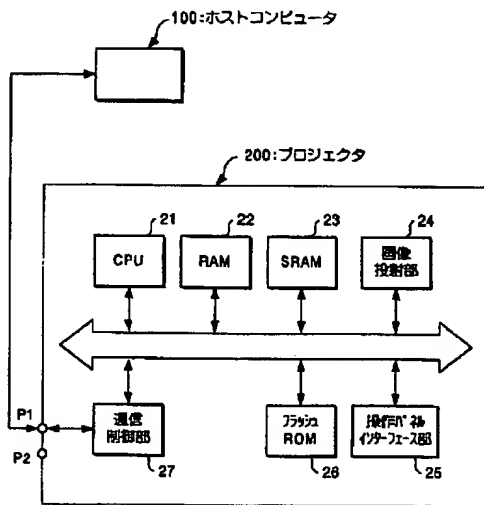 100:ホストコンピュータ
200:プロジェクタ
21
22
23
24
CPU
RAM
SRAM
画像
投射部
P1
P2
通信
制御部
フラッシュ
ROM
操作パネル
インターフェース部
27
26
25